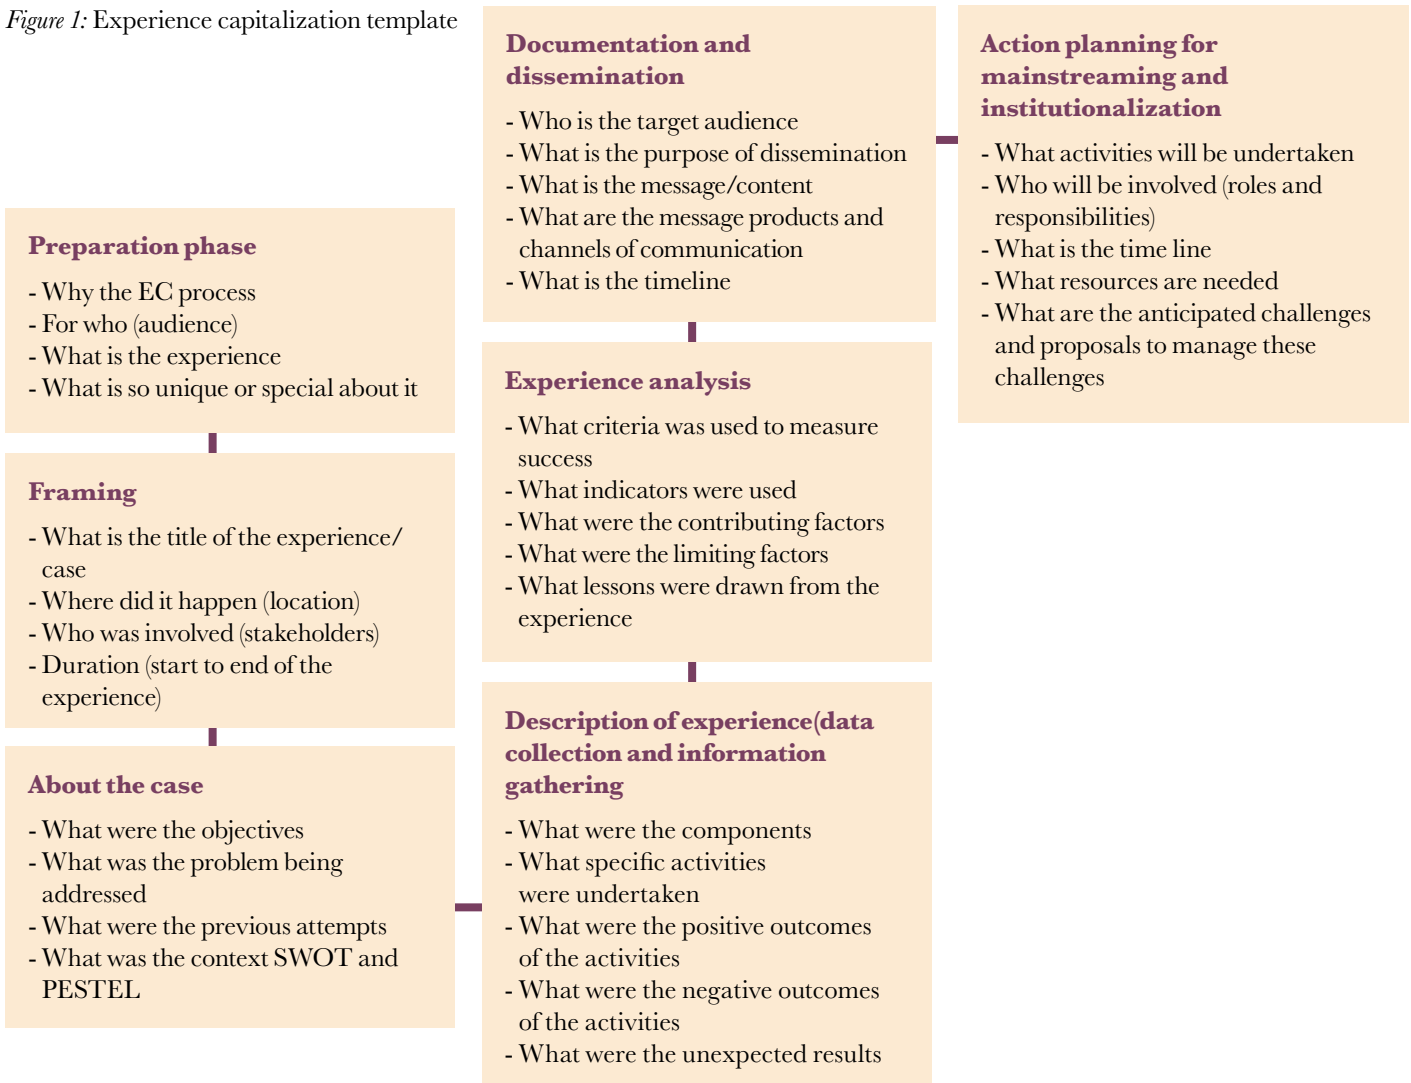 Figure 1: Experience capitalization template
Preparation phase
- Why the EC process
- For who (audience)
- What is the experience
- What is so unique or special about it
Framing
- What is the title of the experience/
case
- Where did it happen (location)
- Who was involved (stakeholders)
- Duration (start to end of the
experience)
About the case
- What were the objectives
- What was the problem being
addressed
- What were the previous attempts
- What was the context SWOT and
PESTEL
Description of experience(data
collection and information
gathering
- What were the components
- What specific activities
were undertaken
- What were the positive outcomes
of the activities
- What were the negative outcomes
of the activities
- What were the unexpected results
Experience analysis
- What criteria was used to measure
success
- What indicators were used
- What were the contributing factors
- What were the limiting factors
- What lessons were drawn from the
experience
Documentation and
dissemination
- Who is the target audience
- What is the purpose of dissemination
- What is the message/content
- What are the message products and
channels of communication
- What is the timeline
Action planning for
mainstreaming and
institutionalization
- What activities will be undertaken
- Who will be involved (roles and
responsibilities)
- What is the time line
- What resources are needed
- What are the anticipated challenges
and proposals to manage these
challenges